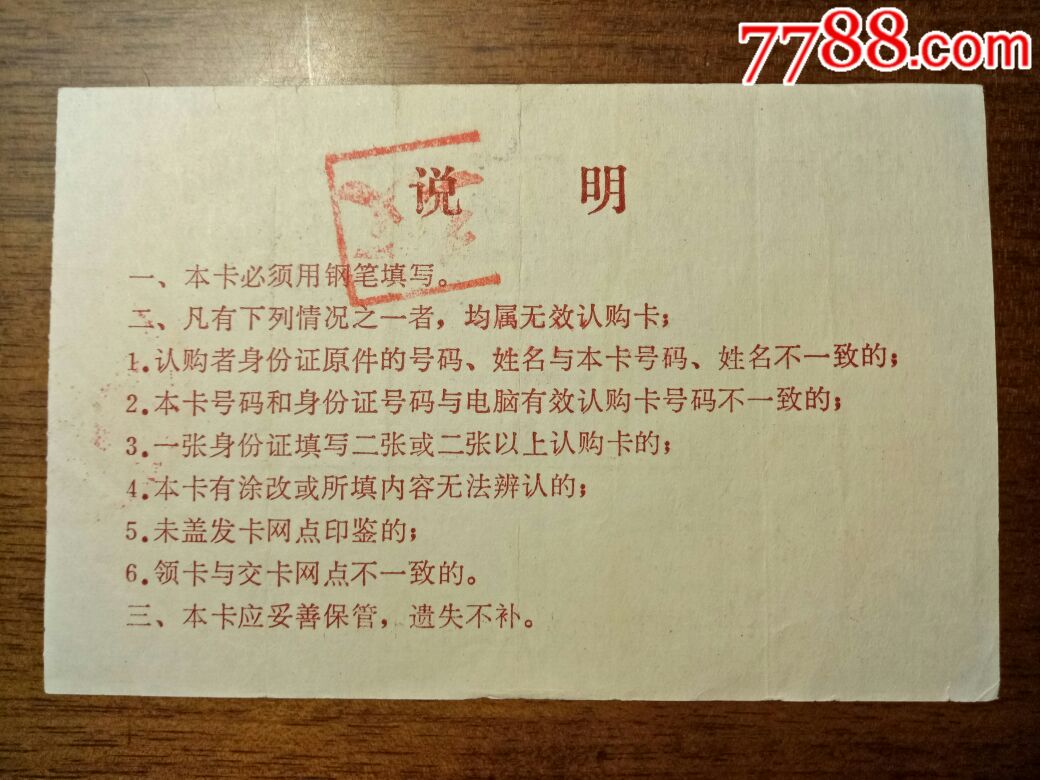 7788.com
说 明
一、本卡必须用钢笔填写。
二、凡有下列情况之一者，均属无效认购卡；
1.认购者身份证原件的号码、姓名与本卡号码、姓名不一致的；
2.本卡号码和身份证号码与电脑有效认购卡号码不一致的；
3.一张身份证填写二张或二张以上认购卡的；
4.本卡有涂改或所填内容无法辨认的；
5.未盖发卡网点印鉴的；
6.领卡与交卡网点不一致的。
三、本卡应妥善保管，遗失不补。